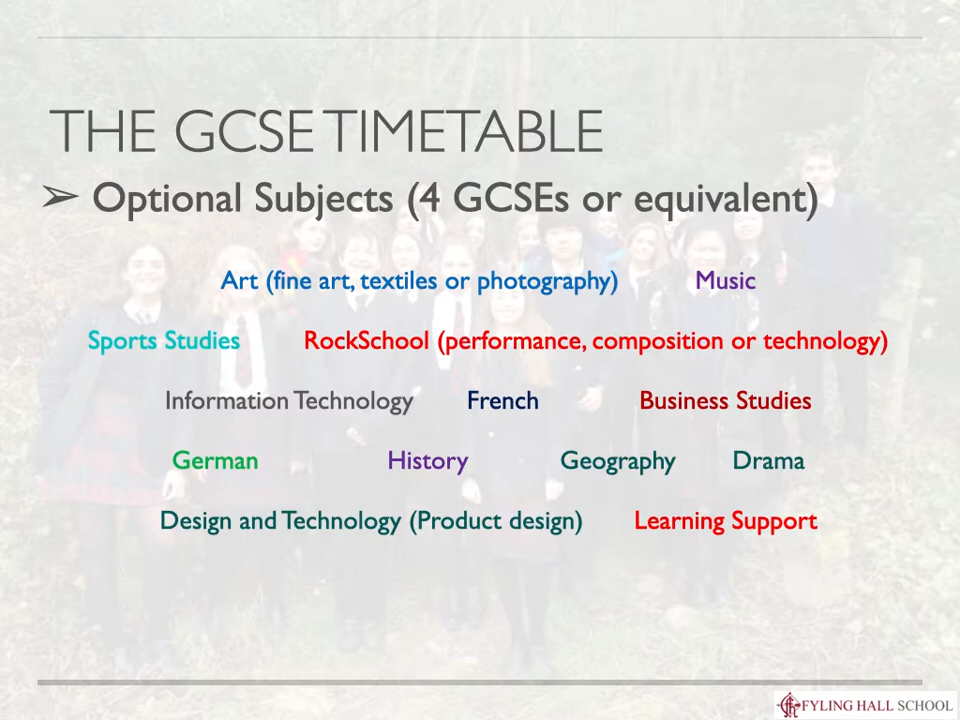 THE GCSE TIMETABLE
➢ Optional Subjects (4 GCSEs or equivalent)
Art (fine art, textiles or photography) Music
Sports Studies RockSchool (performance, composition or technology)
Information Technology French Business Studies
German History Geography Drama
Design and Technology (Product design) Learning Support
FYLING HALL SCHOOL